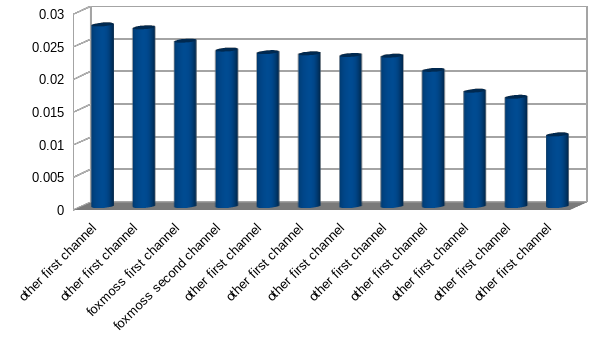 0.03
0.025
0.02
0.015
0.01
0.005
0
other first channel
other first channel
foxmoss first channel
foxmoss second channel
other first channel
other first channel
other first channel
other first channel
other first channel
other first channel
other first channel
other first channel